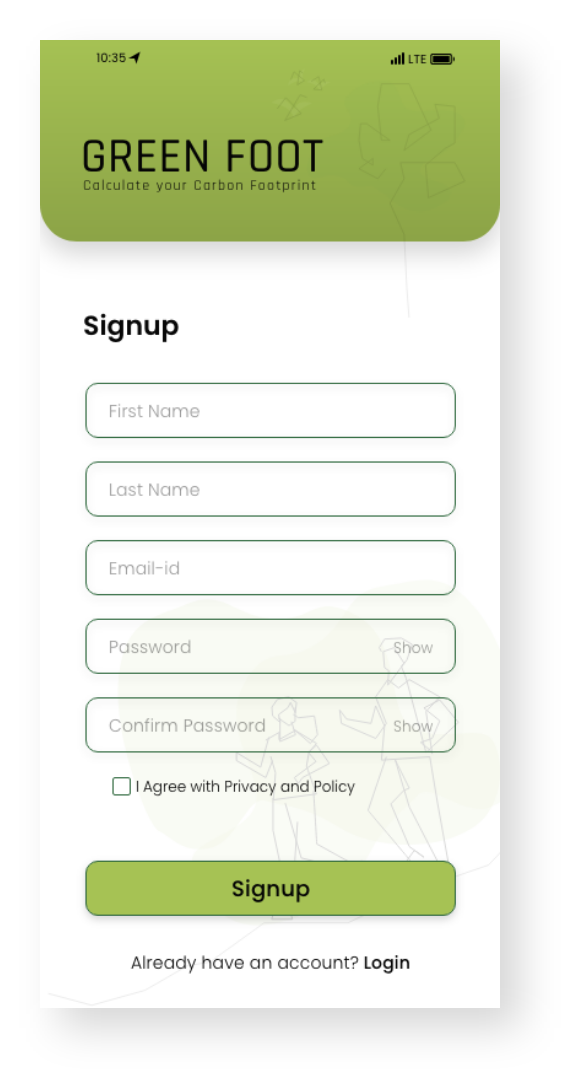 10:35 LTE
GREEN FOOT
Calculate your Carbon Footprint
Signup
First Name
Last Name
Email-id
Password Show
Confirm Password Show
I Agree with Privacy and Policy
Signup
Already have an account? Login